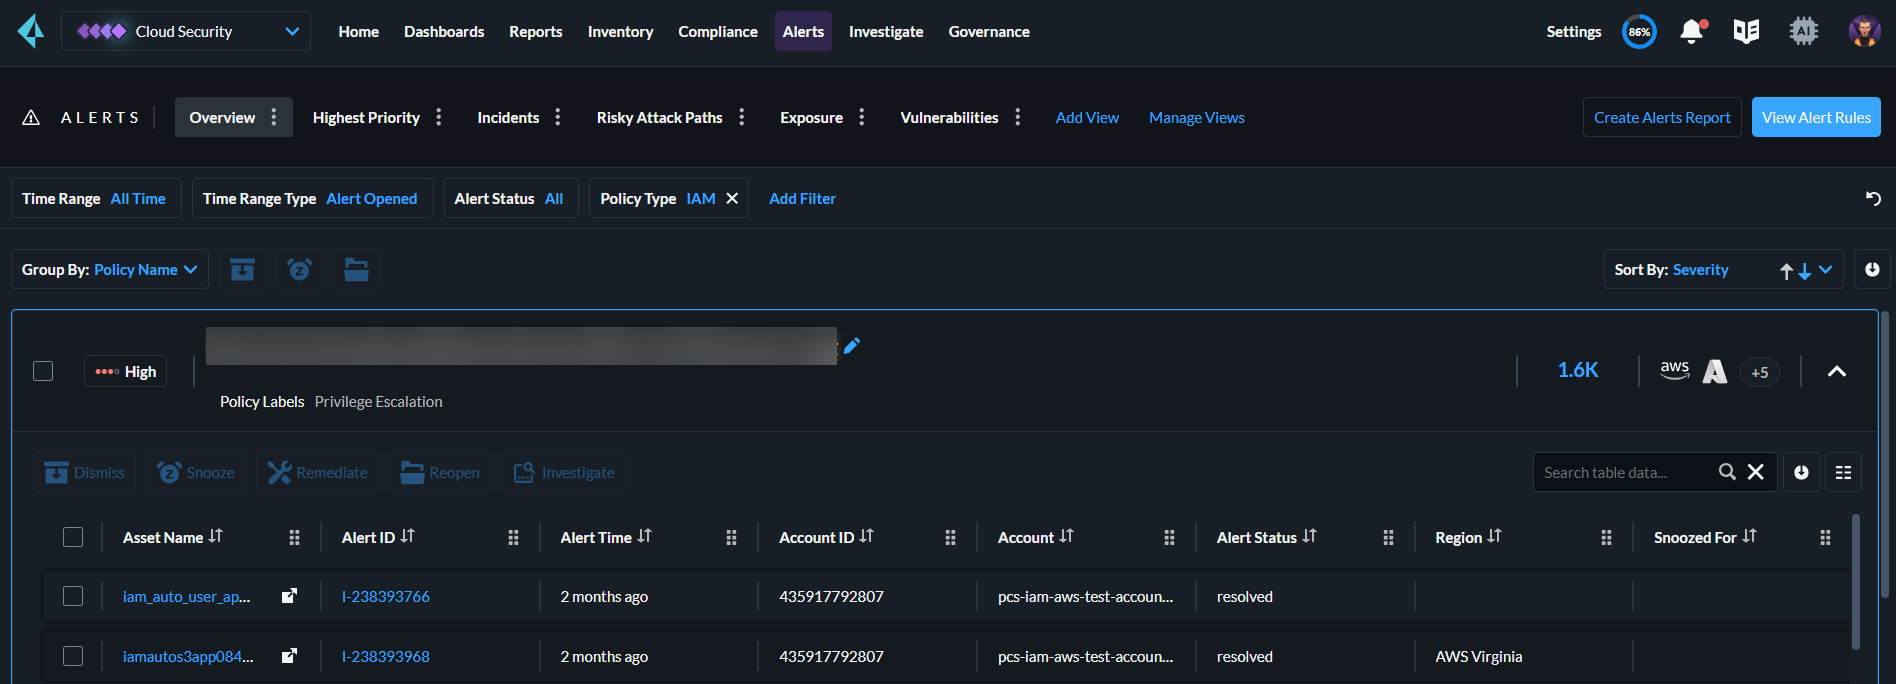 Cloud Security Home Dashboards Reports Inventory Compliance Alerts Investigate Governance Settings 86% AI
ALERTS Overview Highest Priority Incidents Risky Attack Paths Exposure Vulnerabilities Add View Manage Views Create Alerts Report View Alert Rules
Time Range All Time Time Range Type Alert Opened Alert Status All Policy Type IAM Add Filter
Group By: Policy Name Sort By: Severity
High 1.6K aws +5
Policy Labels Privilege Escalation
Dismiss Snooze Remediate Reopen Investigate Search table data...
Asset Name Alert ID Alert Time Account ID Account Alert Status Region Snoozed For
iam_auto_user_ap... I-238393766 2 months ago 435917792807 pcs-iam-aws-test-accoun... resolved
iamautos3app084... I-238393968 2 months ago 435917792807 pcs-iam-aws-test-accoun... resolved AWS Virginia